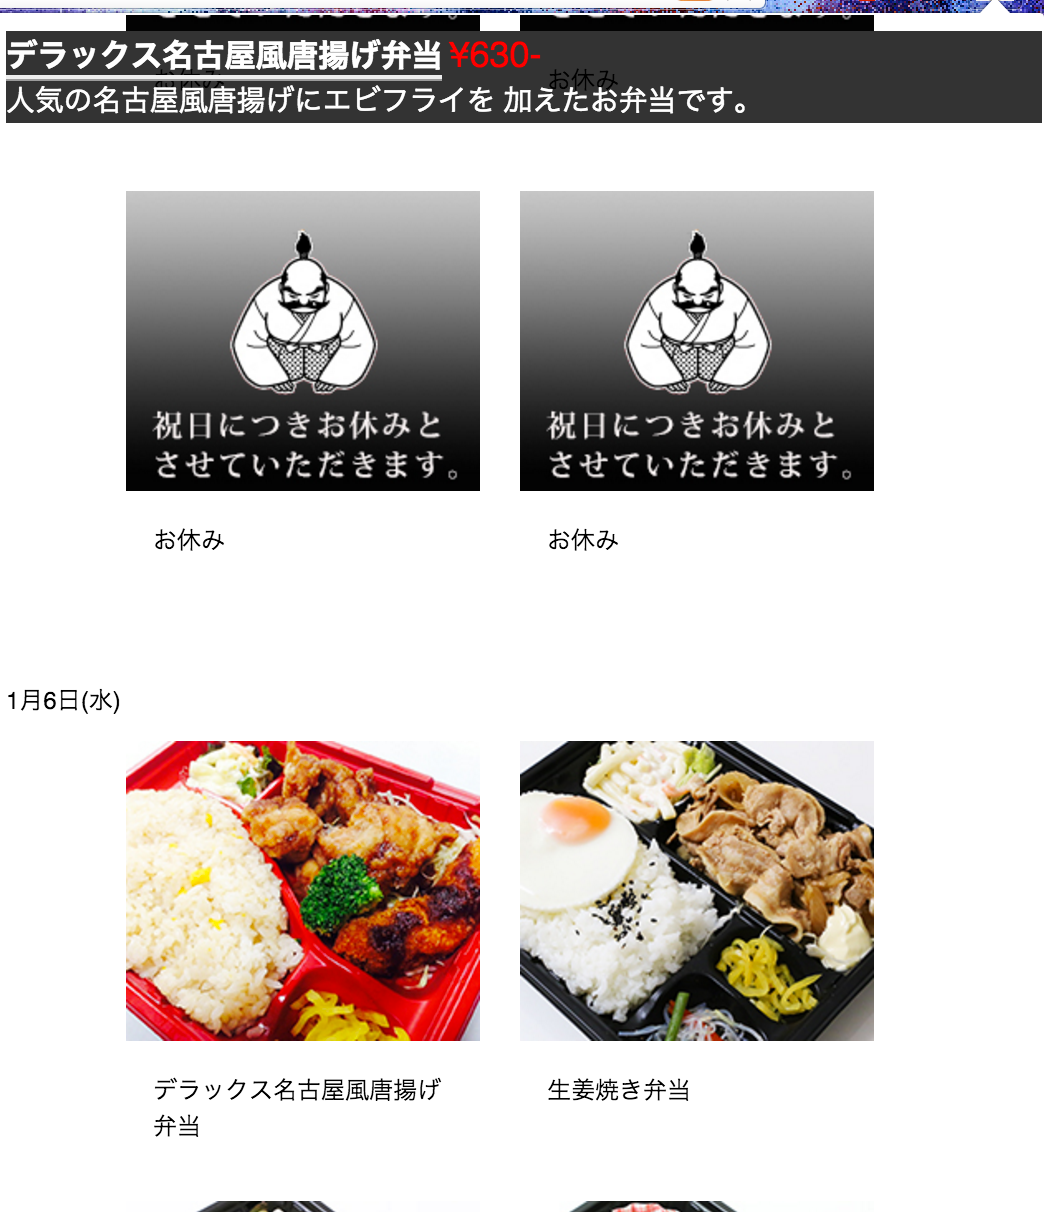 デラックス名古屋風唐揚げ弁当 ¥630-
お休み お休み
人気の名古屋風唐揚げにエビフライを 加えたお弁当です。
祝日につきお休みと
させていただきます。
祝日につきお休みと
させていただきます。
お休み
お休み
1月6日(水)
デラックス名古屋風唐揚げ
弁当
生姜焼き弁当